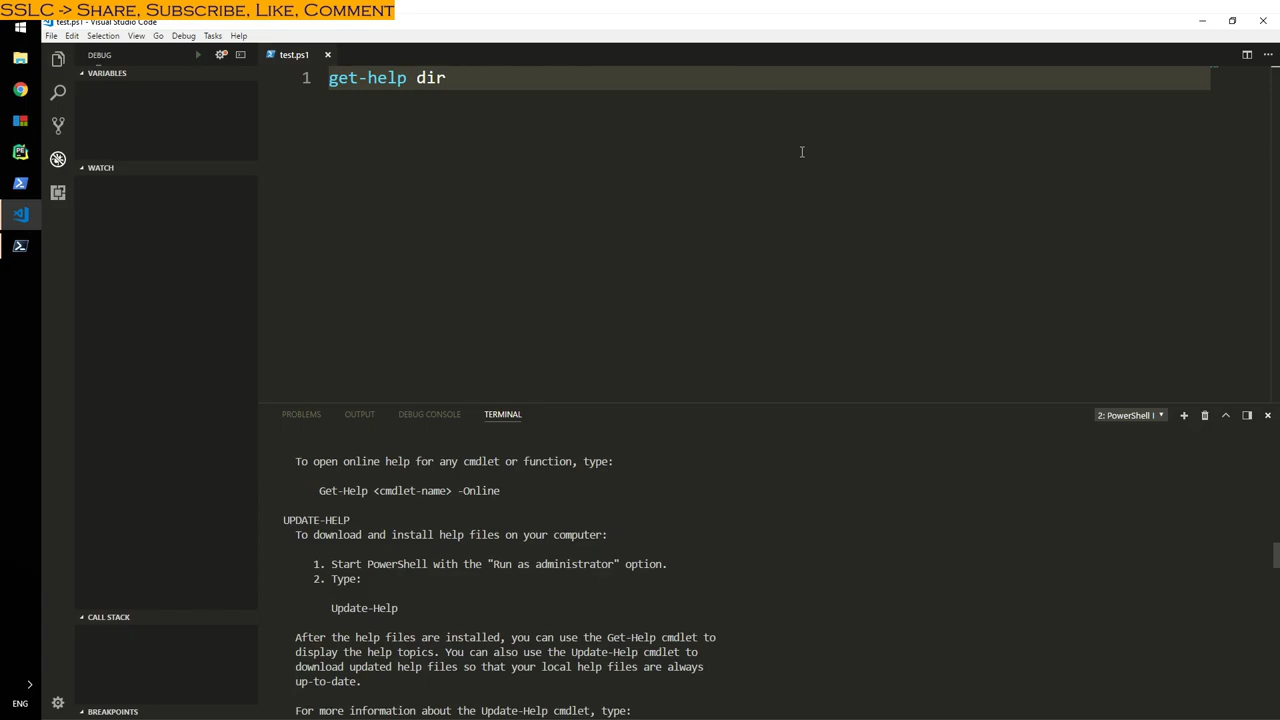 SSLC -> Share, Subscribe, Like, Comment
test.ps1 - Visual Studio Code
File Edit Selection View Go Debug Tasks Help
DEBUG
test.ps1
VARIABLES
1 get-help dir
WATCH
PROBLEMS OUTPUT DEBUG CONSOLE TERMINAL
2: PowerShell I
To open online help for any cmdlet or function, type:
Get-Help <cmdlet-name> -Online
UPDATE-HELP
To download and install help files on your computer:
1. Start PowerShell with the "Run as administrator" option.
2. Type:
Update-Help
CALL STACK
After the help files are installed, you can use the Get-Help cmdlet to
display the help topics. You can also use the Update-Help cmdlet to
download updated help files so that your local help files are always
up-to-date.
ENG
BREAKPOINTS
For more information about the Update-Help cmdlet, type: